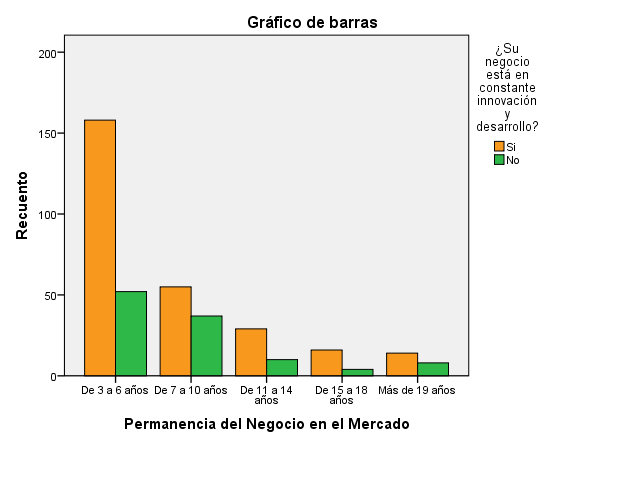 Gráfico de barras
¿Su
negocio
está en
constante
innovación
y
desarrollo?
Si
No
Recuento
200
150
100
50
0
De 3 a 6 años
De 7 a 10 años
De 11 a 14
años
De 15 a 18
años
Más de 19 años
Permanencia del Negocio en el Mercado